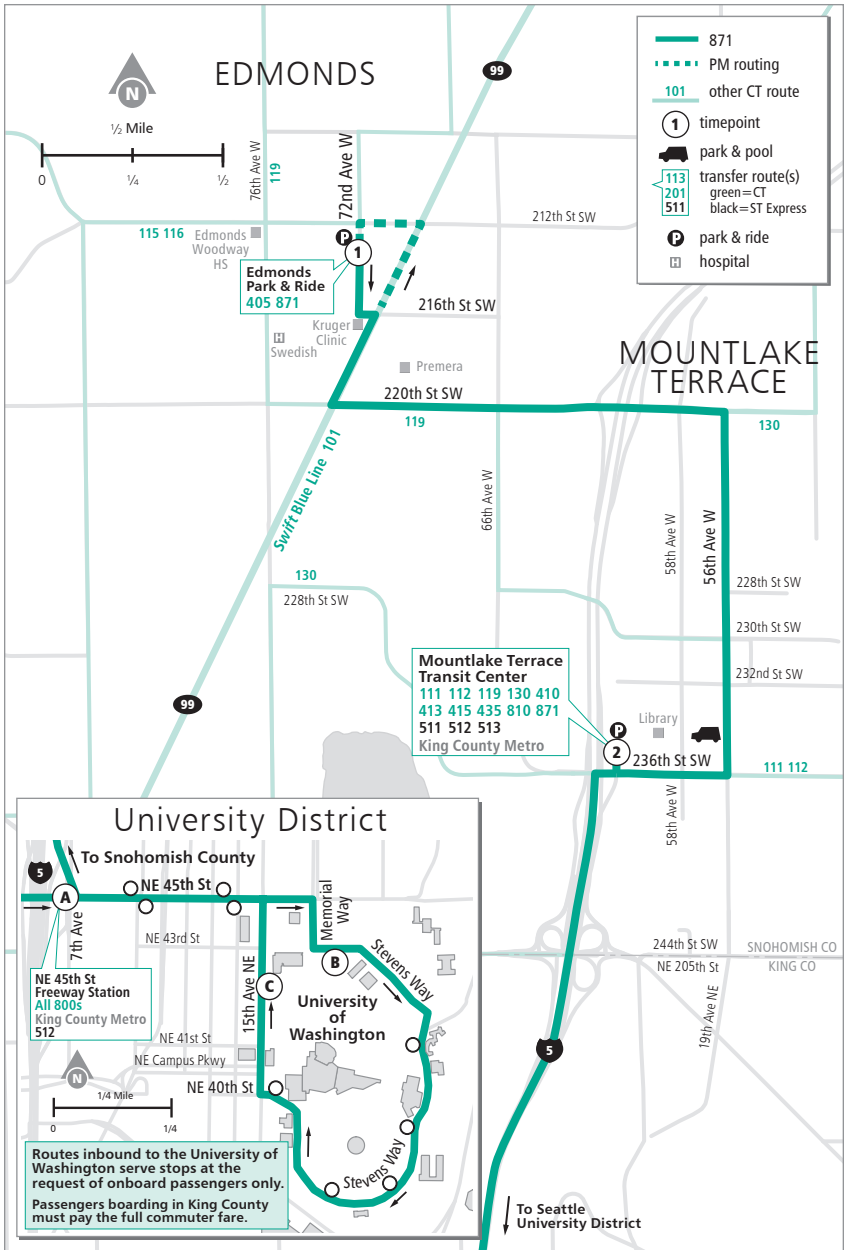 EDMONDS
N
½ Mile
0
¼
½
99
871
PM routing
101
other CT route
1
timepoint
park & pool
113
201
511
transfer route(s)
green=CT
black=ST Express
P
park & ride
H
hospital
76th Ave W
119
72nd Ave W
115 116
Edmonds
Woodway
HS
P
1
212th St SW
Edmonds
Park & Ride
405 871
216th St SW
Kruger
Clinic
H
Swedish
Premera
MOUNTLAKE
TERRACE
220th St SW
119
130
Swift Blue Line 101
66th Ave W
58th Ave W
56th Ave W
130
228th St SW
228th St SW
230th St SW
232nd St SW
Mountlake Terrace
Transit Center
111 112 119 130 410
413 415 435 810 871
511 512 513
King County Metro
99
P
2
Library
236th St SW
111 112
58th Ave W
244th St SW
SNOHOMISH CO
NE 205th St
KING CO
19th Ave NE
5
To Seattle
University District
University District
To Snohomish County
5
A
NE 45th St
7th Ave
Memorial
Way
NE 43rd St
B
Stevens Way
NE 45th St
Freeway Station
All 800s
King County Metro
512
15th Ave NE
C
University
of
Washington
NE 41st St
NE Campus Pkwy
N
NE 40th St
1/4 Mile
0
1/4
Stevens Way
Routes inbound to the University of
Washington serve stops at the
request of onboard passengers only.
Passengers boarding in King County
must pay the full commuter fare.